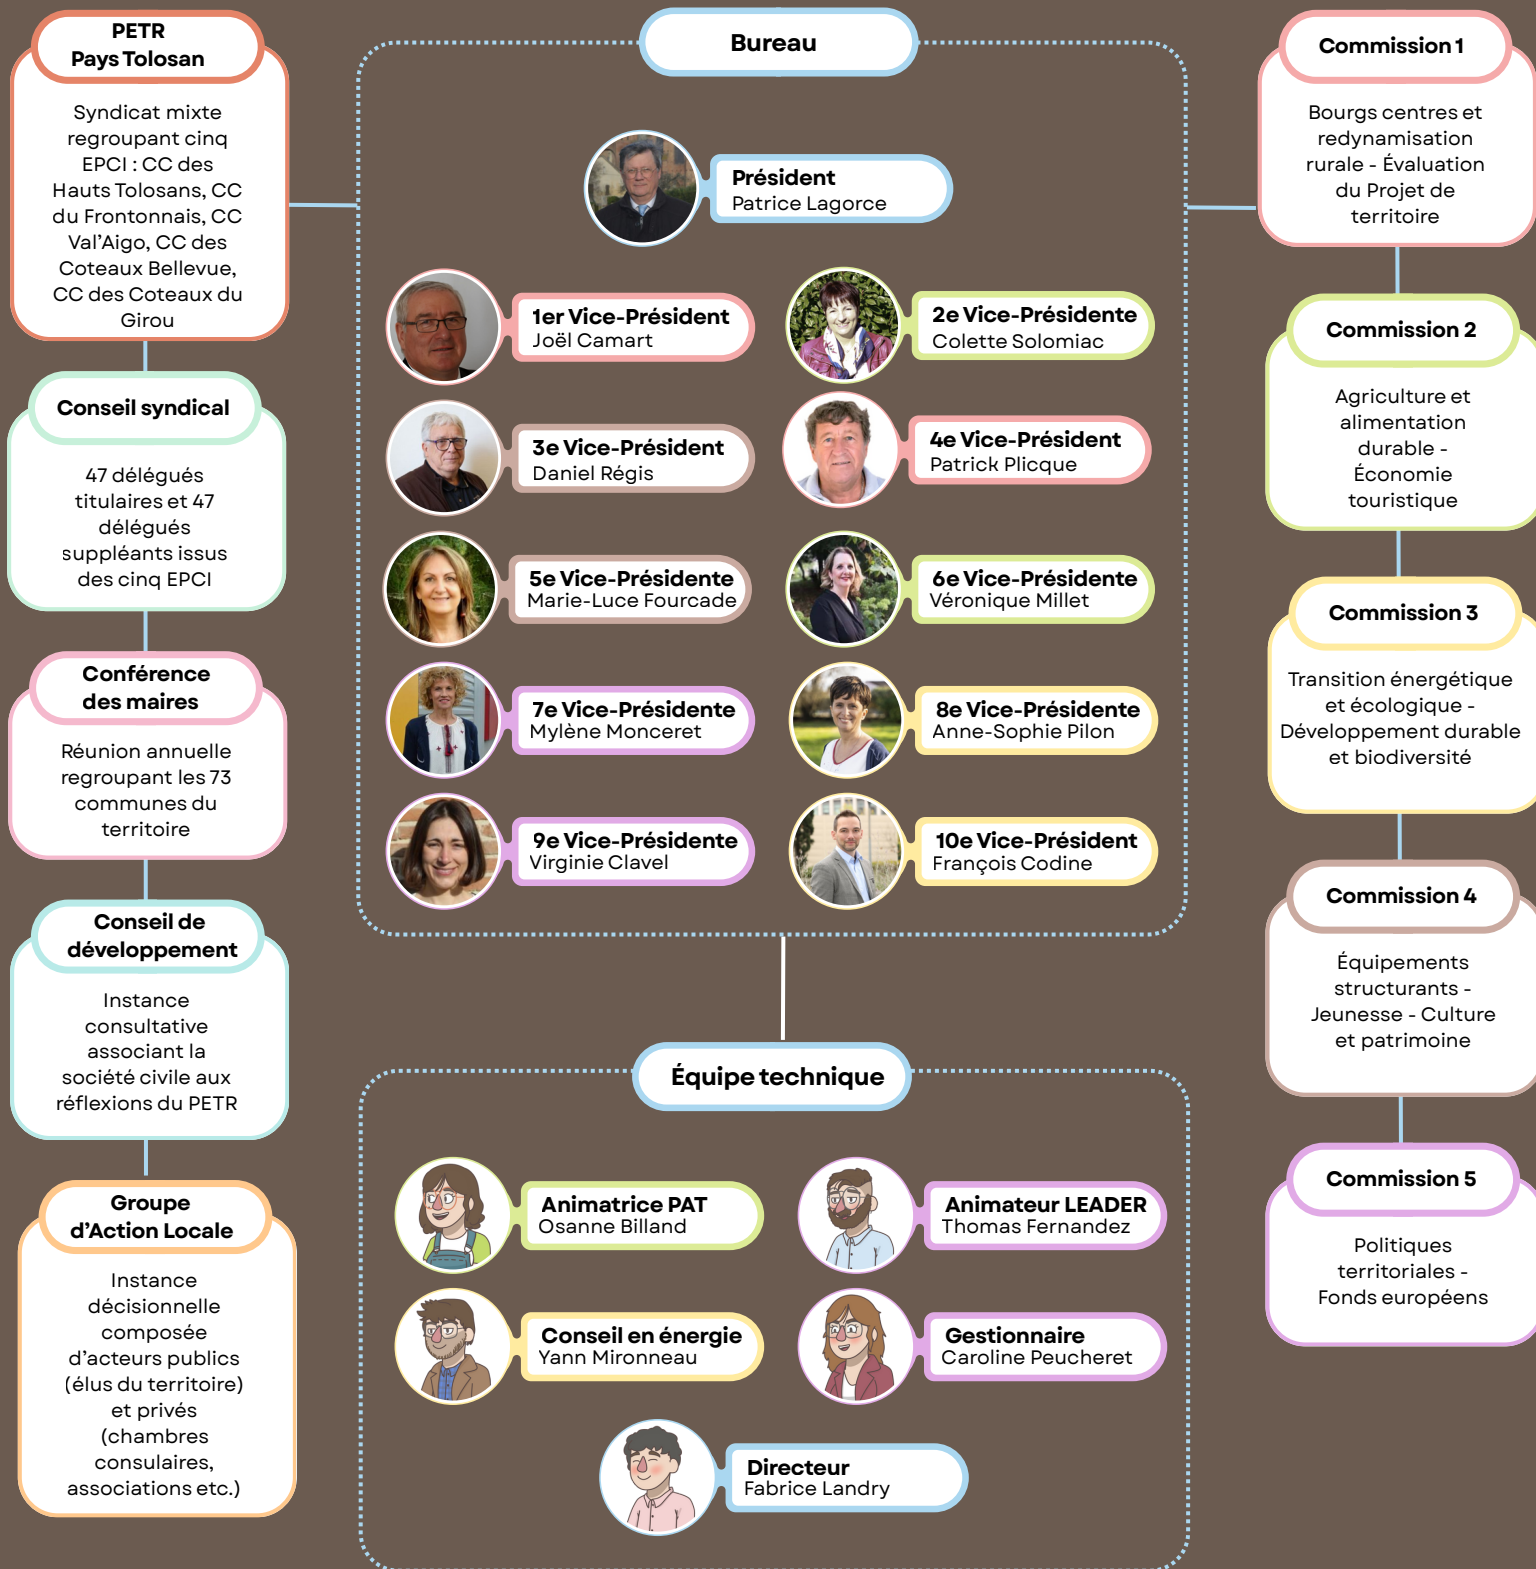 PETR
Pays Tolosan
Syndicat mixte
regroupant cinq
EPCI : CC des
Hauts Tolosans, CC
du Frontonnais, CC
Val'Aigo, CC des
Coteaux Bellevue,
CC des Coteaux du
Girou
Conseil syndical
47 délégués
titulaires et 47
délégués
suppléants issus
des cinq EPCI
Conférence
des maires
Réunion annuelle
regroupant les 73
communes du
territoire
Conseil de
développement
Instance
consultative
associant la
société civile aux
réflexions du PETR
Groupe
d'Action Locale
Instance
décisionnelle
composée
d'acteurs publics
(élus du territoire)
et privés
(chambres
consulaires,
associations etc.)
Bureau
Président
Patrice Lagorce
1er Vice-Président
Joël Camart
2e Vice-Présidente
Colette Solomiac
3e Vice-Président
Daniel Régis
4e Vice-Président
Patrick Plicque
5e Vice-Présidente
Marie-Luce Fourcade
6e Vice-Présidente
Véronique Millet
7e Vice-Présidente
Mylène Monceret
8e Vice-Présidente
Anne-Sophie Pilon
9e Vice-Présidente
Virginie Clavel
10e Vice-Président
François Codine
Équipe technique
Animatrice PAT
Osanne Billand
Animateur LEADER
Thomas Fernandez
Conseil en énergie
Yann Mironneau
Gestionnaire
Caroline Peucheret
Directeur
Fabrice Landry
Commission 1
Bourgs centres et
redynamisation
rurale - Évaluation
du Projet de
territoire
Commission 2
Agriculture et
alimentation
durable -
Économie
touristique
Commission 3
Transition énergétique
et écologique -
Développement durable
et biodiversité
Commission 4
Équipements
structurants -
Jeunesse - Culture
et patrimoine
Commission 5
Politiques
territoriales -
Fonds européens